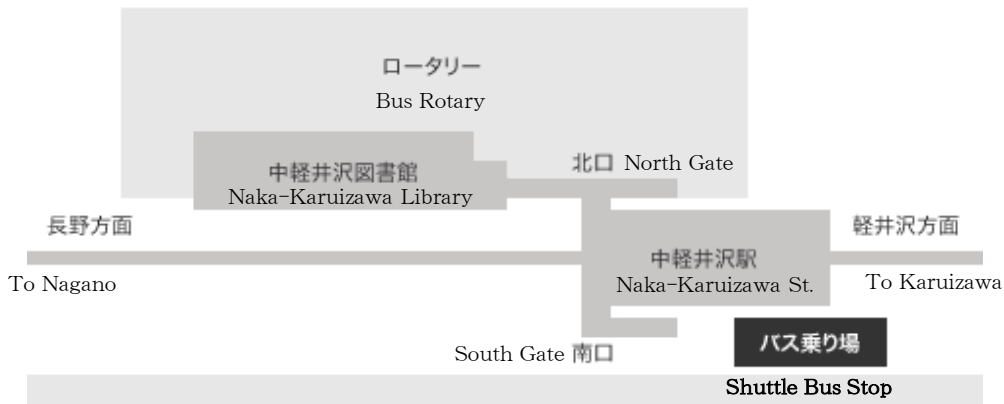 ロータリー
Bus Rotary
中軽井沢図書館
Naka-Karuizawa Library
北口 North Gate
長野方面
To Nagano
軽井沢方面
To Karuizawa
中軽井沢駅
Naka-Karuizawa St.
South Gate 南口
バス乗り場
Shuttle Bus Stop